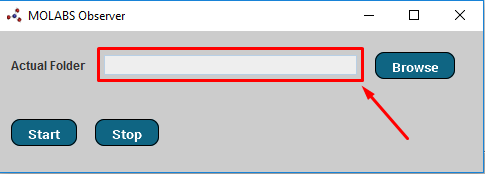 MOLABS Observer
Actual Folder Browse
Start Stop